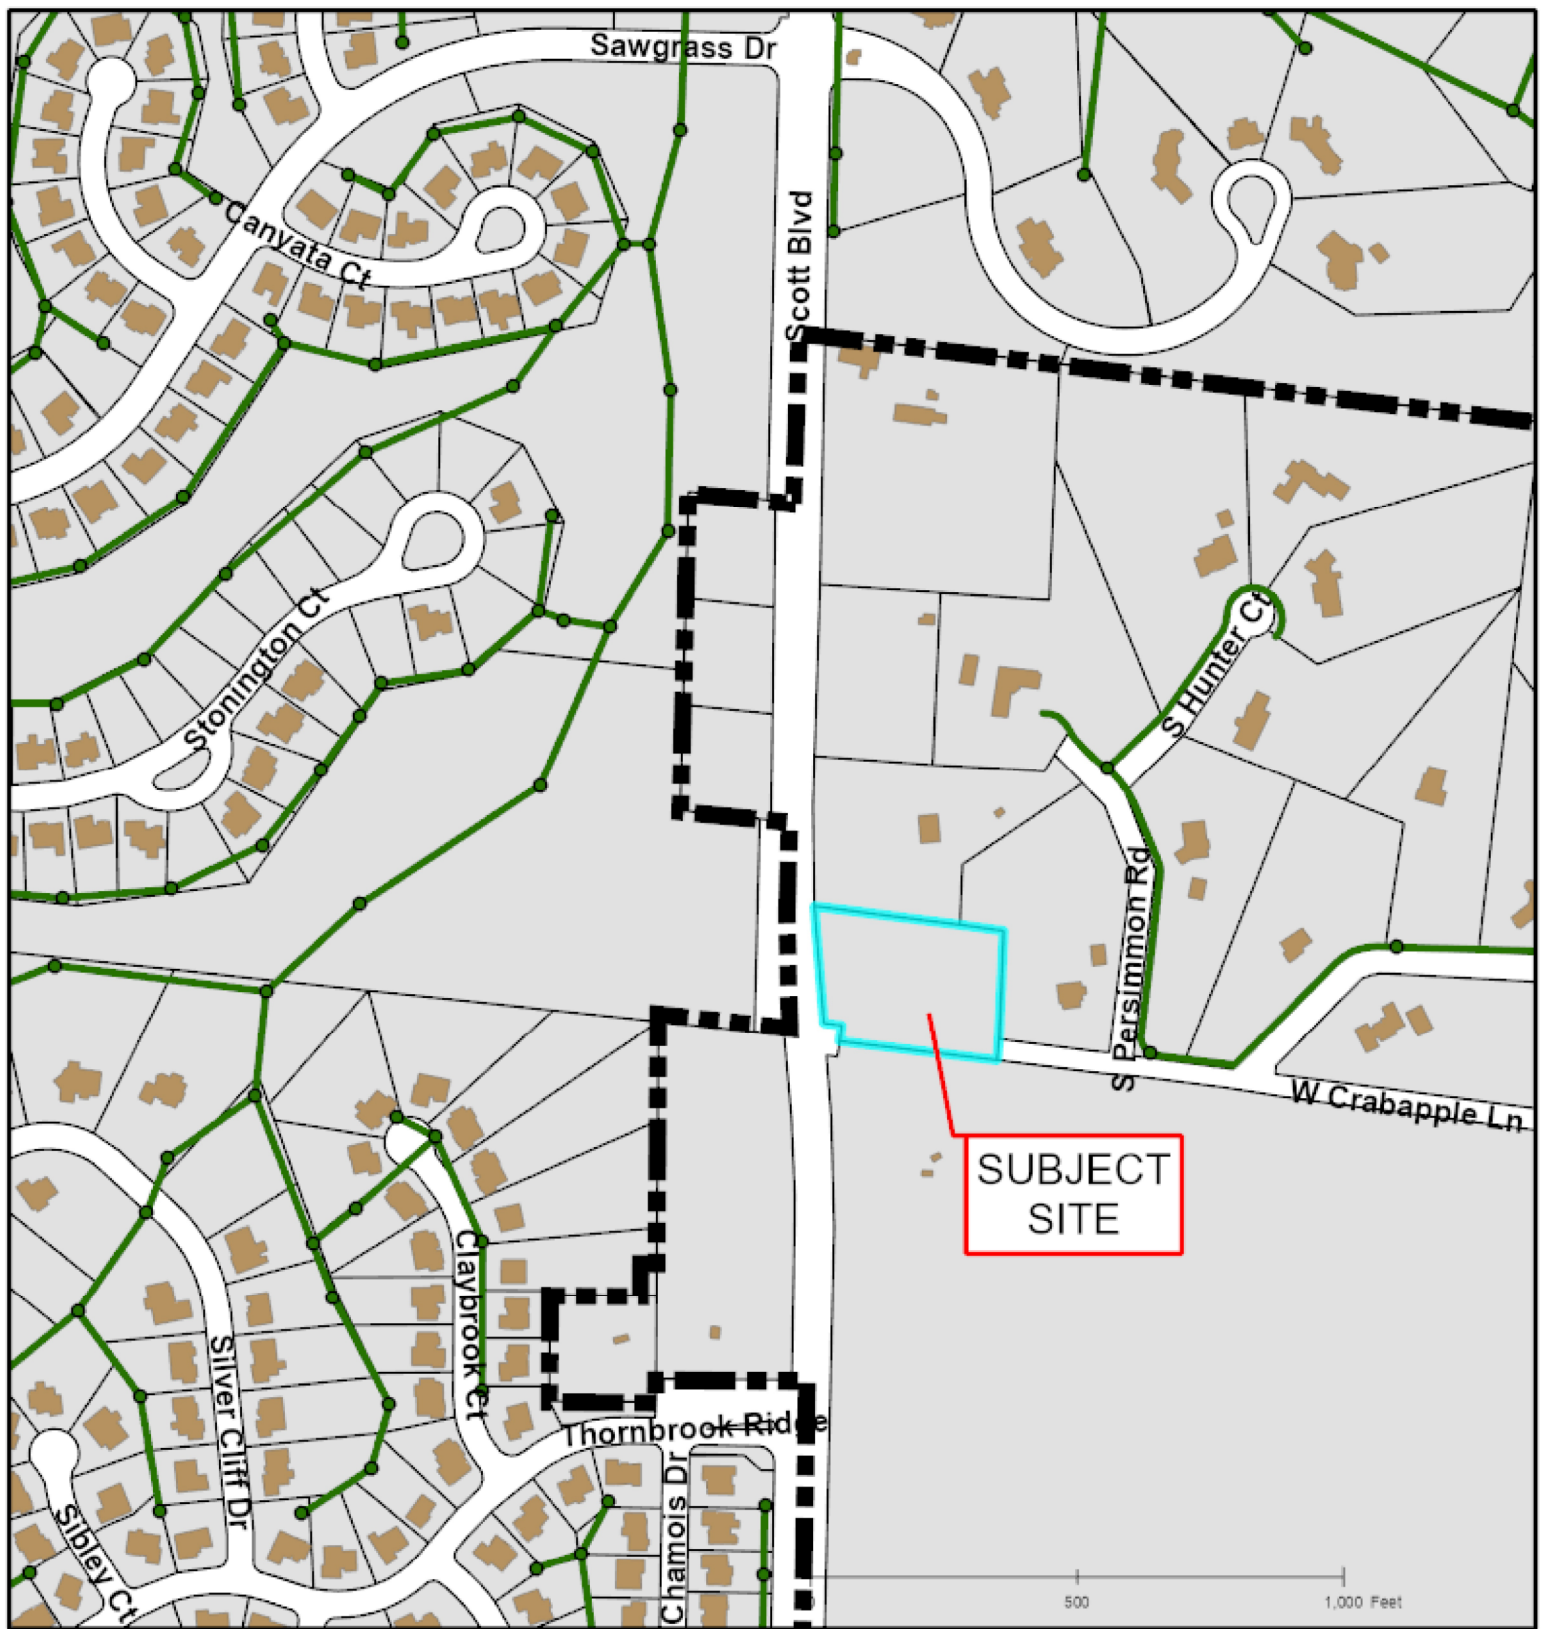 Sawgrass Dr
Scott Blvd
Canyata Ct
Stonington Ct
S Hunter Ct
S Persimmon Rd
W Crabapple Ln
SUBJECT
SITE
Claybrook Ct
Silver Cliff Dr
Thornbrook Ridge
Chamois Dr
Sibley Ct
500
1,000 Feet